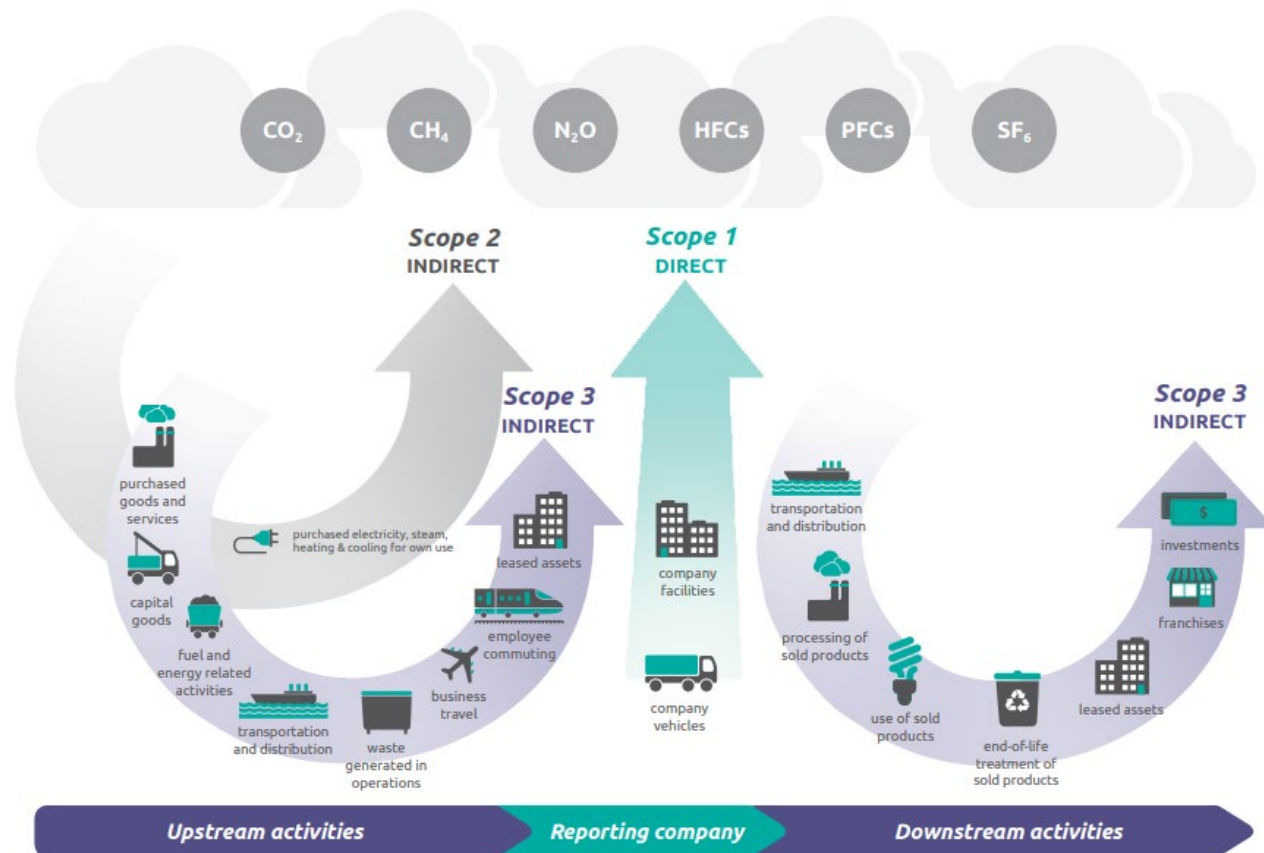 CO₂
CH₄
N₂O
HFCs
PFCs
SF₆
Scope 2
INDIRECT
Scope 1
DIRECT
Scope 3
INDIRECT
Scope 3
INDIRECT
purchased
goods and
services
capital
goods
fuel and
energy related
activities
transportation
and distribution
waste
generated in
operations
business
travel
employee
commuting
leased assets
purchased electricity, steam,
heating & cooling for own use
company
facilities
company
vehicles
transportation
and distribution
processing of
sold products
use of sold
products
end-of-life
treatment of
sold products
leased assets
franchises
$
investments
Upstream activities
Reporting company
Downstream activities